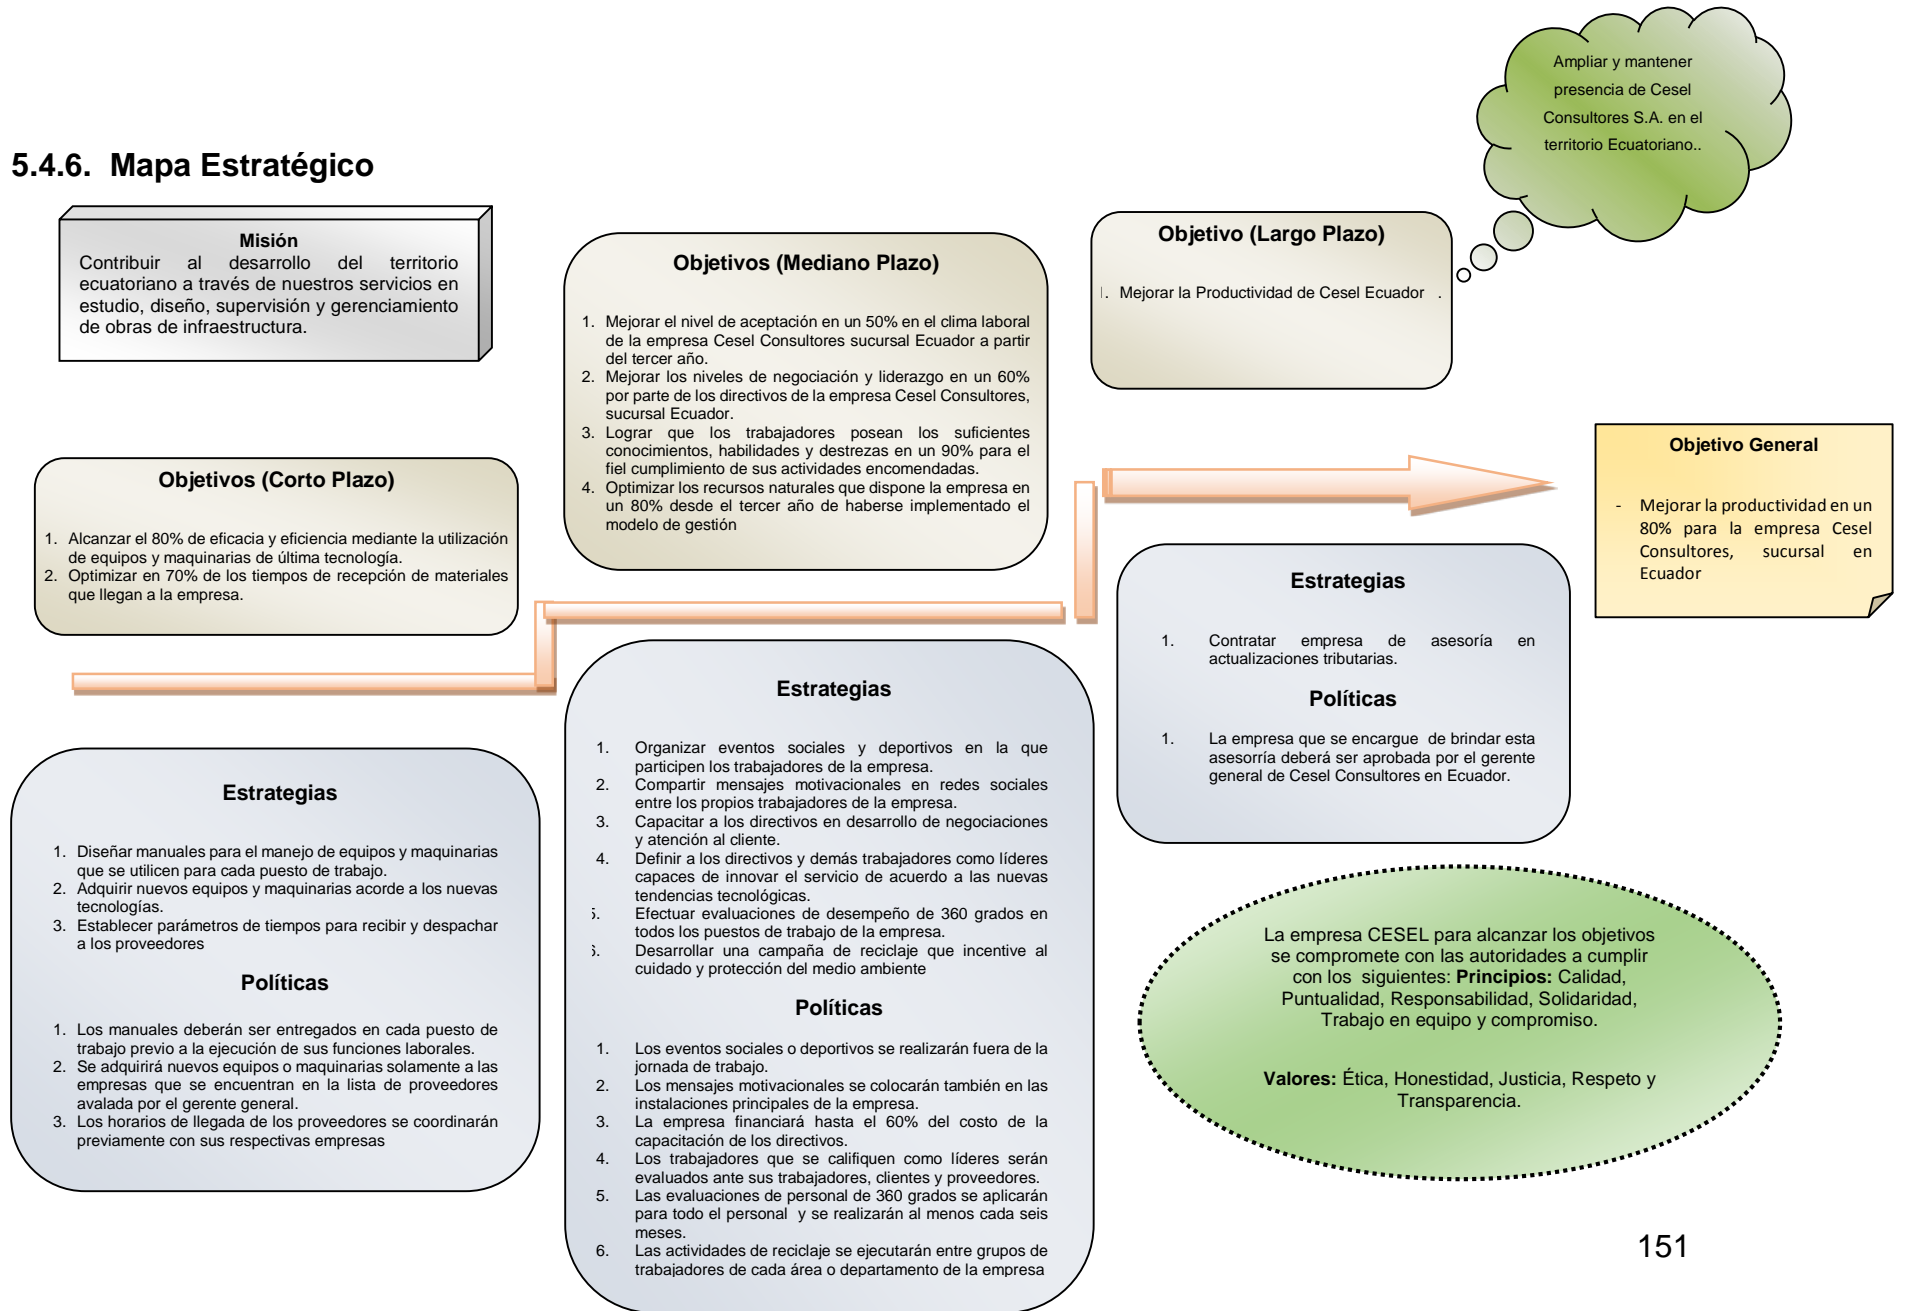 Ampliar y mantener
presencia de Cesel
Consultores S.A. en el
territorio Ecuatoriano..
5.4.6. Mapa Estratégico
Misión
Contribuir al desarrollo del territorio
ecuatoriano a través de nuestros servicios en
estudio, diseño, supervisión y gerenciamiento
de obras de infraestructura.
Objetivos (Corto Plazo)
1. Alcanzar el 80% de eficacia y eficiencia mediante la utilización
de equipos y maquinarias de última tecnología.
2. Optimizar en 70% de los tiempos de recepción de materiales
que llegan a la empresa.
Estrategias
1. Diseñar manuales para el manejo de equipos y maquinarias
que se utilicen para cada puesto de trabajo.
2. Adquirir nuevos equipos y maquinarias acorde a los nuevas
tecnologías.
3. Establecer parámetros de tiempos para recibir y despachar
a los proveedores
Políticas
1. Los manuales deberán ser entregados en cada puesto de
trabajo previo a la ejecución de sus funciones laborales.
2. Se adquirirá nuevos equipos o maquinarias solamente a las
empresas que se encuentran en la lista de proveedores
avalada por el gerente general.
3. Los horarios de llegada de los proveedores se coordinarán
previamente con sus respectivas empresas
Objetivos (Mediano Plazo)
1. Mejorar el nivel de aceptación en un 50% en el clima laboral
de la empresa Cesel Consultores sucursal Ecuador a partir
del tercer año.
2. Mejorar los niveles de negociación y liderazgo en un 60%
por parte de los directivos de la empresa Cesel Consultores,
sucursal Ecuador.
3. Lograr que los trabajadores posean los suficientes
conocimientos, habilidades y destrezas en un 90% para el
fiel cumplimiento de sus actividades encomendadas.
4. Optimizar los recursos naturales que dispone la empresa en
un 80% desde el tercer año de haberse implementado el
modelo de gestión
Estrategias
1. Organizar eventos sociales y deportivos en la que
participen los trabajadores de la empresa.
2. Compartir mensajes motivacionales en redes sociales
entre los propios trabajadores de la empresa.
3. Capacitar a los directivos en desarrollo de negociaciones
y atención al cliente.
4. Definir a los directivos y demás trabajadores como líderes
capaces de innovar el servicio de acuerdo a las nuevas
tendencias tecnológicas.
5. Efectuar evaluaciones de desempeño de 360 grados en
todos los puestos de trabajo de la empresa.
6. Desarrollar una campaña de reciclaje que incentive al
cuidado y protección del medio ambiente
Políticas
1. Los eventos sociales o deportivos se realizarán fuera de la
jornada de trabajo.
2. Los mensajes motivacionales se colocarán también en las
instalaciones principales de la empresa.
3. La empresa financiará hasta el 60% del costo de la
capacitación de los directivos.
4. Los trabajadores que se califiquen como líderes serán
evaluados ante sus trabajadores, clientes y proveedores.
5. Las evaluaciones de personal de 360 grados se aplicarán
para todo el personal y se realizarán al menos cada seis
meses.
6. Las actividades de reciclaje se ejecutarán entre grupos de
trabajadores de cada área o departamento de la empresa
Objetivo (Largo Plazo)
1. Mejorar la Productividad de Cesel Ecuador .
Estrategias
1. Contratar empresa de asesoría en
actualizaciones tributarias.
Políticas
1. La empresa que se encargue de brindar esta
asesorría deberá ser aprobada por el gerente
general de Cesel Consultores en Ecuador.
Objetivo General
- Mejorar la productividad en un
80% para la empresa Cesel
Consultores, sucursal en
Ecuador
La empresa CESEL para alcanzar los objetivos
se compromete con las autoridades a cumplir
con los siguientes: Principios: Calidad,
Puntualidad, Responsabilidad, Solidaridad,
Trabajo en equipo y compromiso.
Valores: Ética, Honestidad, Justicia, Respeto y
Transparencia.
151